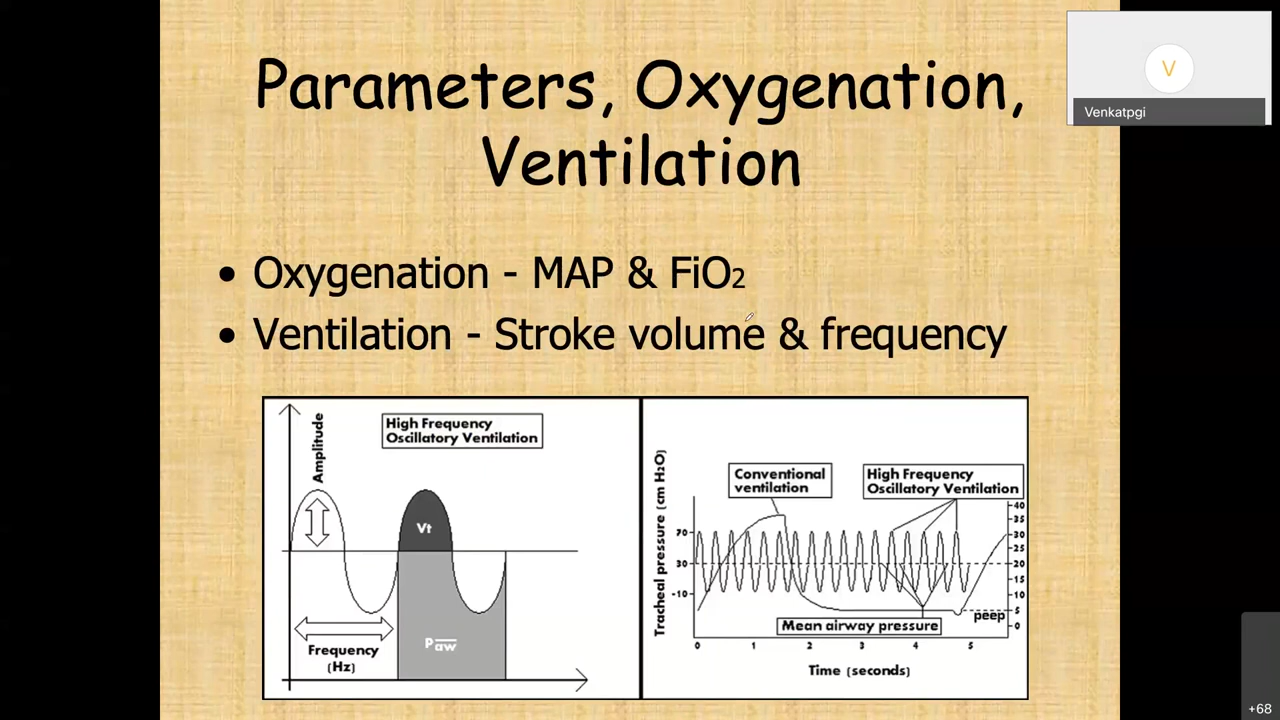 Parameters, Oxygenation,
Ventilation
V
Venkatpgi
• Oxygenation - MAP & FiO2
• Ventilation - Stroke volume & frequency
Amplitude
High Frequency
Oscillatory Ventilation
Vt
Frequency
(Hz)
Paw
Tracheal pressure (cm H2O)
Conventional
ventilation
High Frequency
Oscillatory Ventilation
70
30
-10
40
35
30
25
20
15
10
5
0
peep
Mean airway pressure
0 1 2 3 4 5
Time (seconds)
+68